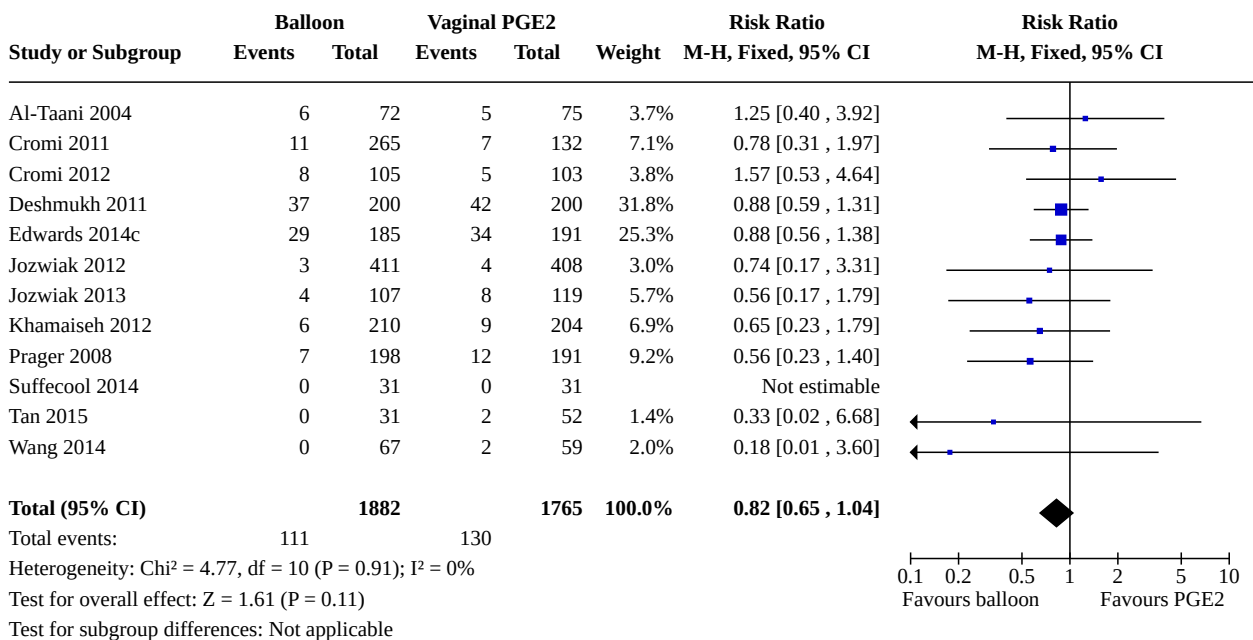 Balloon Vaginal PGE2 Risk Ratio Risk Ratio
Study or Subgroup Events Total Events Total Weight M-H, Fixed, 95% CI M-H, Fixed, 95% CI
Al-Taani 2004 6 72 5 75 3.7% 1.25 [0.40 , 3.92]
Cromi 2011 11 265 7 132 7.1% 0.78 [0.31 , 1.97]
Cromi 2012 8 105 5 103 3.8% 1.57 [0.53 , 4.64]
Deshmukh 2011 37 200 42 200 31.8% 0.88 [0.59 , 1.31]
Edwards 2014c 29 185 34 191 25.3% 0.88 [0.56 , 1.38]
Jozwiak 2012 3 411 4 408 3.0% 0.74 [0.17 , 3.31]
Jozwiak 2013 4 107 8 119 5.7% 0.56 [0.17 , 1.79]
Khamaiseh 2012 6 210 9 204 6.9% 0.65 [0.23 , 1.79]
Prager 2008 7 198 12 191 9.2% 0.56 [0.23 , 1.40]
Suffecool 2014 0 31 0 31 Not estimable
Tan 2015 0 31 2 52 1.4% 0.33 [0.02 , 6.68]
Wang 2014 0 67 2 59 2.0% 0.18 [0.01 , 3.60]
Total (95% CI) 1882 1765 100.0% 0.82 [0.65 , 1.04]
Total events: 111 130
Heterogeneity: Chi² = 4.77, df = 10 (P = 0.91); I² = 0%
0.1 0.2 0.5 1 2 5 10
Test for overall effect: Z = 1.61 (P = 0.11)
Favours balloon Favours PGE2
Test for subgroup differences: Not applicable